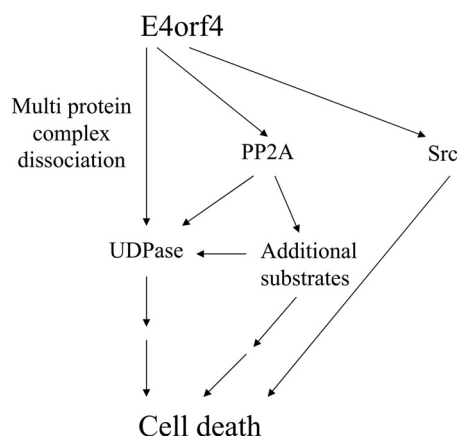 E4orf4
Multi protein
complex
dissociation
PP2A
Src
UDPase
Additional
substrates
Cell death